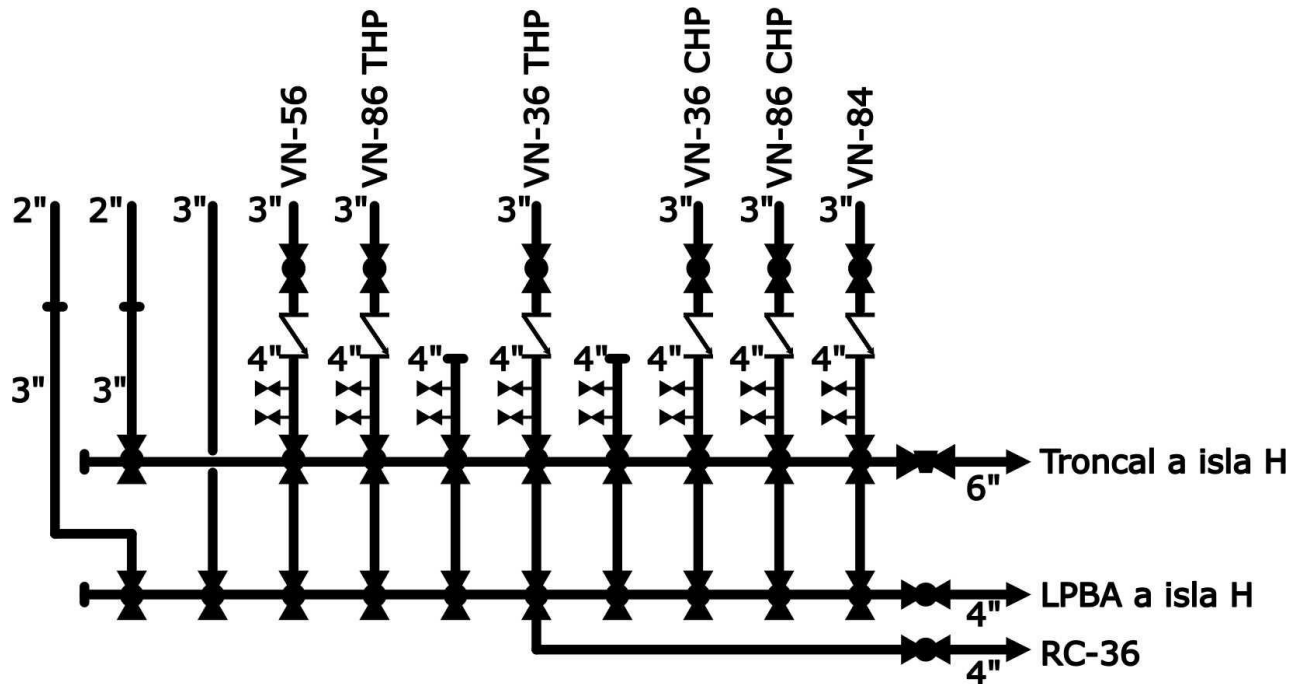 VN-56
VN-86 THP
VN-36 THP
VN-36 CHP
VN-86 CHP
VN-84
2" 2" 3" 3" 3" 3" 3" 3" 3"
4" 4" 4" 4" 4" 4" 4" 4"
3" 3"
Troncal a isla H
6"
LPBA a isla H
4"
RC-36
4"